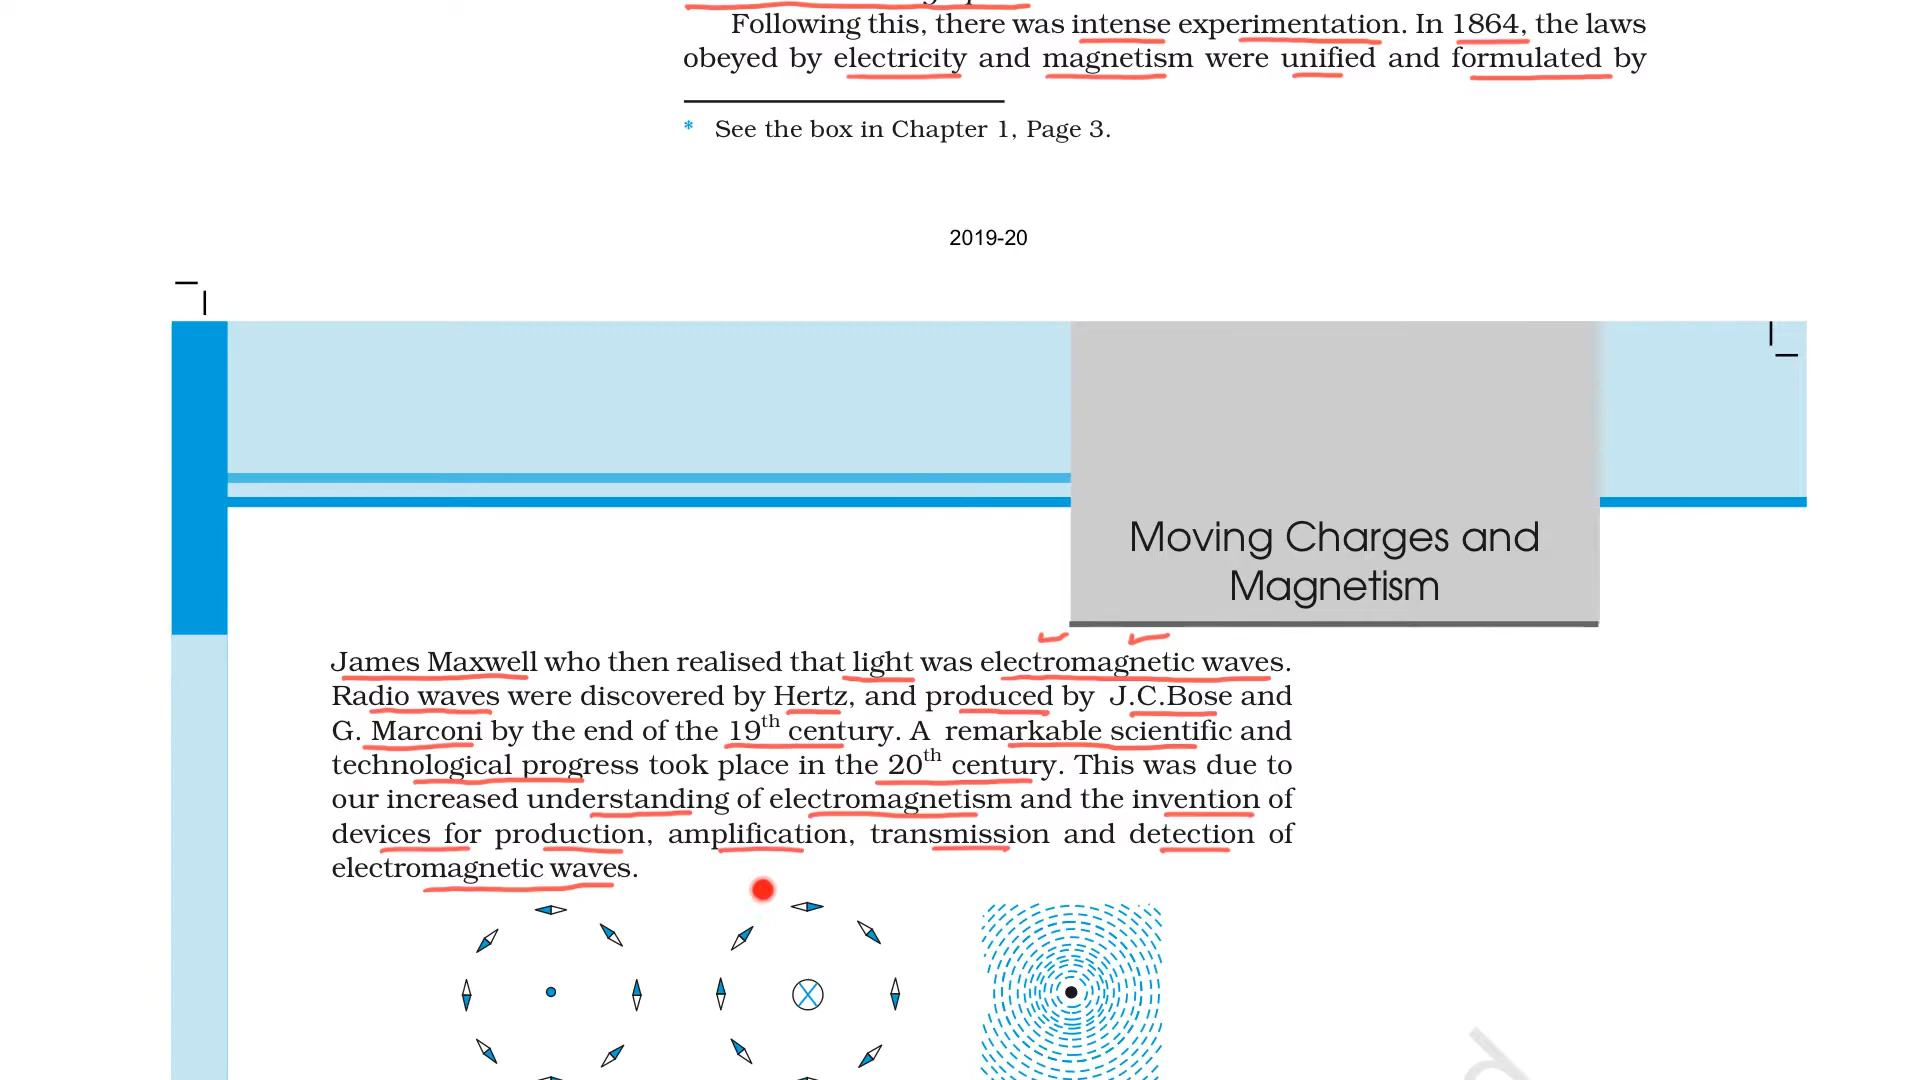 Following this, there was intense experimentation. In 1864, the laws
obeyed by electricity and magnetism were unified and formulated by
* See the box in Chapter 1, Page 3.
2019-20
Moving Charges and
Magnetism
James Maxwell who then realised that light was electromagnetic waves.
Radio waves were discovered by Hertz, and produced by J.C.Bose and
G. Marconi by the end of the 19th century. A remarkable scientific and
technological progress took place in the 20th century. This was due to
our increased understanding of electromagnetism and the invention of
devices for production, amplification, transmission and detection of
electromagnetic waves.